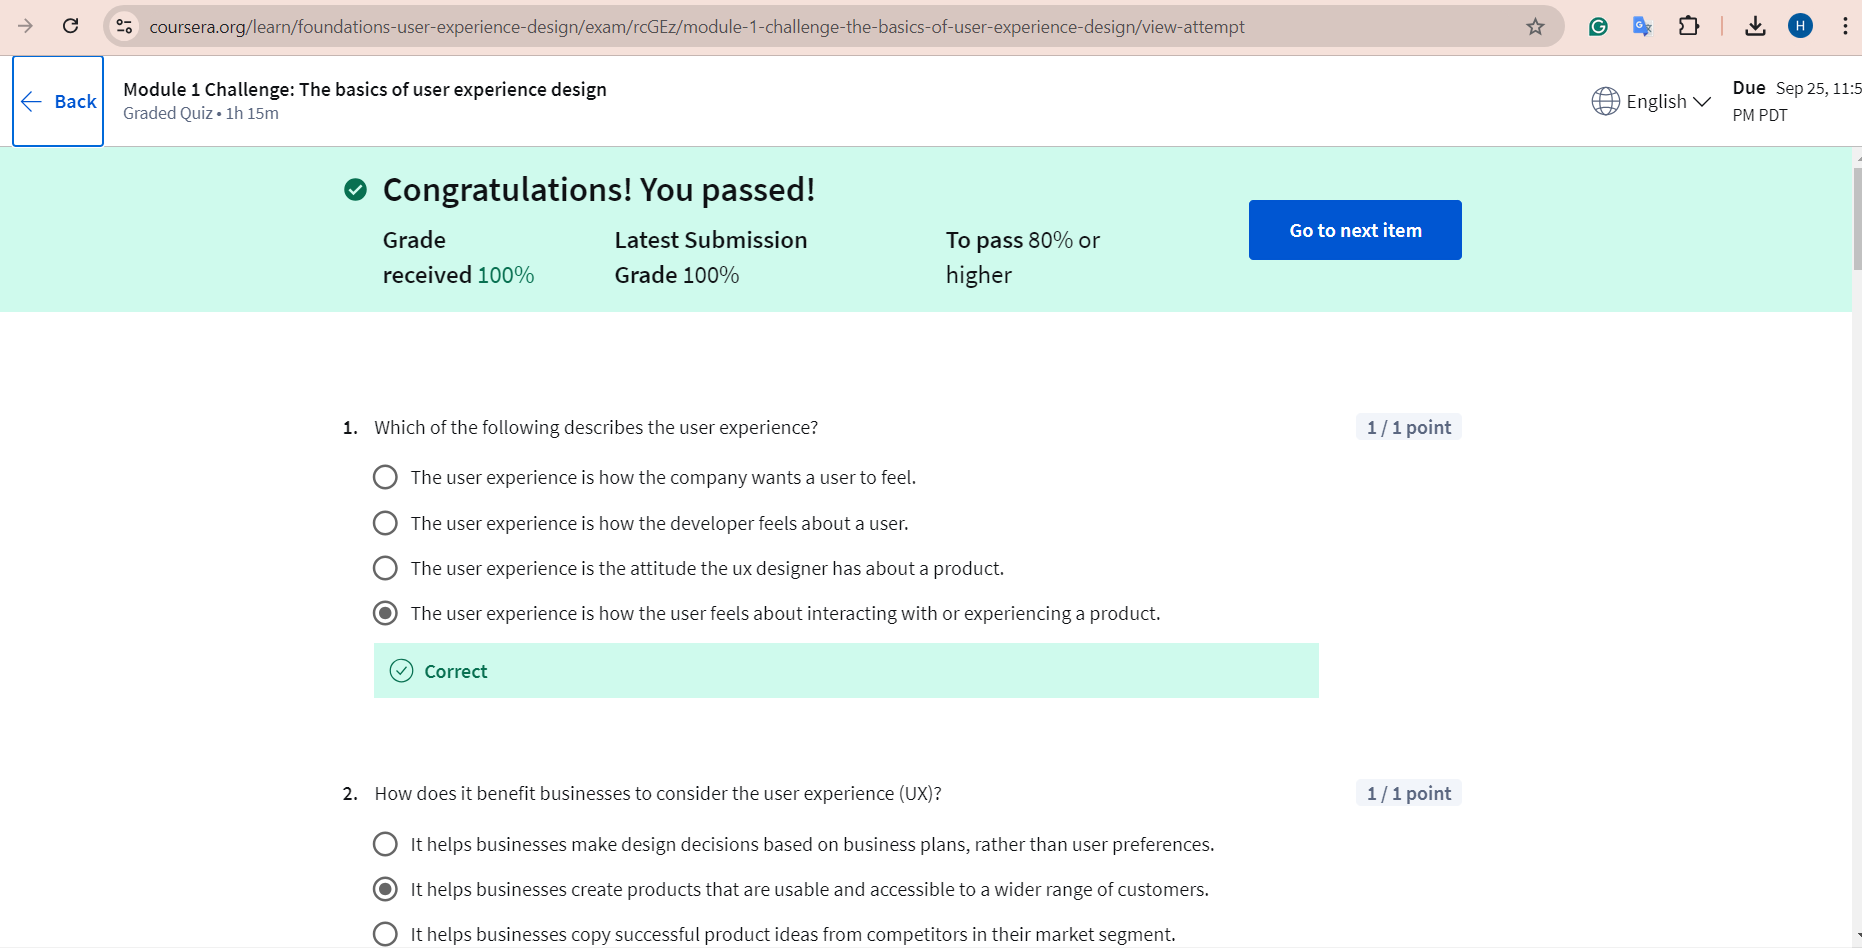 coursera.org/learn/foundations-user-experience-design/exam/rcGEz/module-1-challenge-the-basics-of-user-experience-design/view-attempt
H
Back
Module 1 Challenge: The basics of user experience design
Graded Quiz • 1h 15m
English
Due Sep 25, 11:5
PM PDT
Congratulations! You passed!
Grade
received 100%
Latest Submission
Grade 100%
To pass 80% or
higher
Go to next item
1. Which of the following describes the user experience?
1 / 1 point
The user experience is how the company wants a user to feel.
The user experience is how the developer feels about a user.
The user experience is the attitude the ux designer has about a product.
The user experience is how the user feels about interacting with or experiencing a product.
Correct
2. How does it benefit businesses to consider the user experience (UX)?
1 / 1 point
It helps businesses make design decisions based on business plans, rather than user preferences.
It helps businesses create products that are usable and accessible to a wider range of customers.
It helps businesses copy successful product ideas from competitors in their market segment.